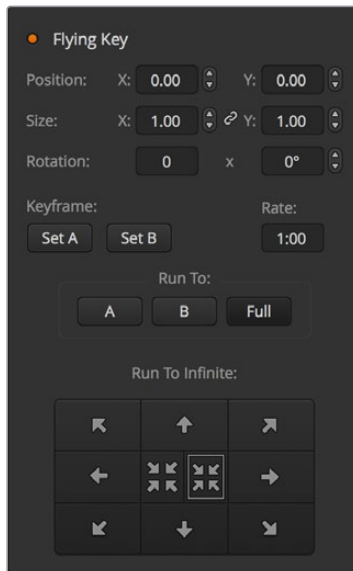 Flying Key
Position: X: 0.00 Y: 0.00
Size: X: 1.00 Y: 1.00
Rotation: 0 x 0°
Keyframe: Rate:
Set A Set B 1:00
Run To:
A B Full
Run To Infinite: